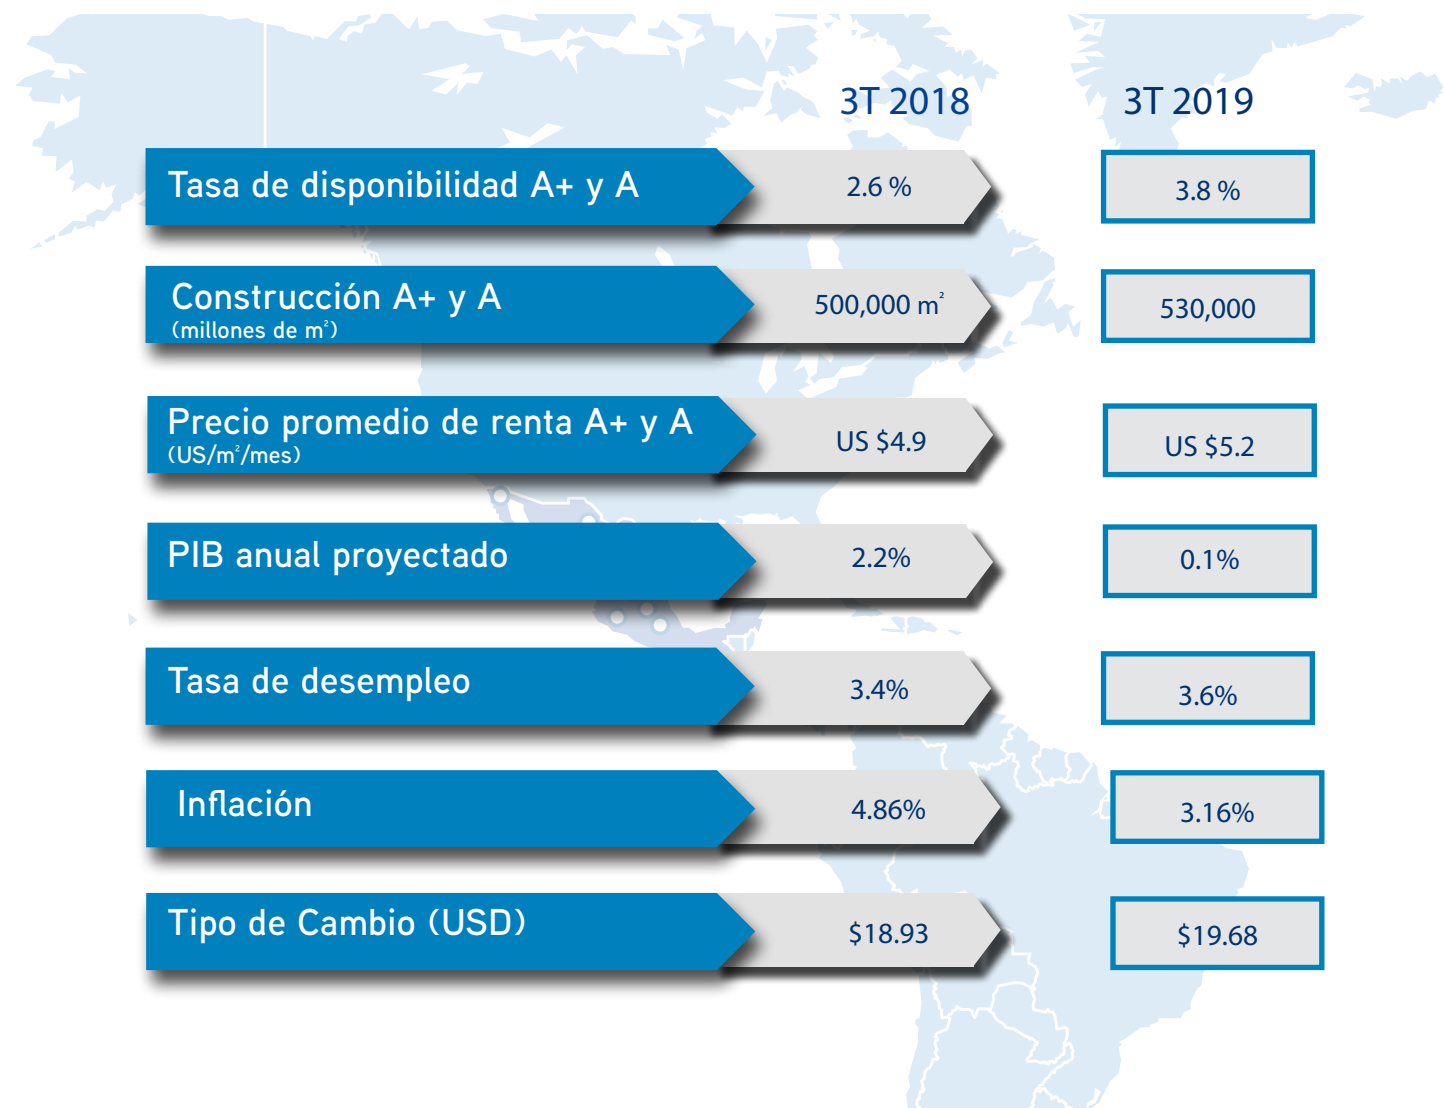 3T 2018 3T 2019
Tasa de disponibilidad A+ y A 2.6 % 3.8 %
Construcción A+ y A
(millones de m²) 500,000 m² 530,000
Precio promedio de renta A+ y A
(US/m²/mes) US $4.9 US $5.2
PIB anual proyectado 2.2% 0.1%
Tasa de desempleo 3.4% 3.6%
Inflación 4.86% 3.16%
Tipo de Cambio (USD) $18.93 $19.68